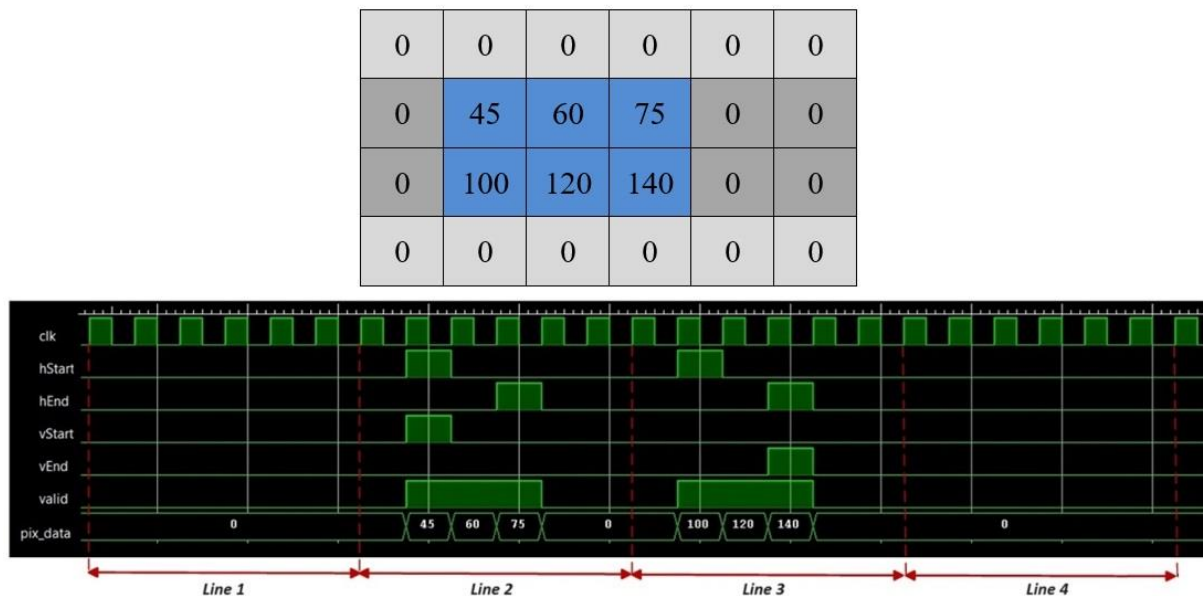 0 0 0 0 0 0
0 45 60 75 0 0
0 100 120 140 0 0
0 0 0 0 0 0
clk
hStart
hEnd
vStart
vEnd
valid
pix_data 0 45 60 75 0 100 120 140 0
Line 1 Line 2 Line 3 Line 4